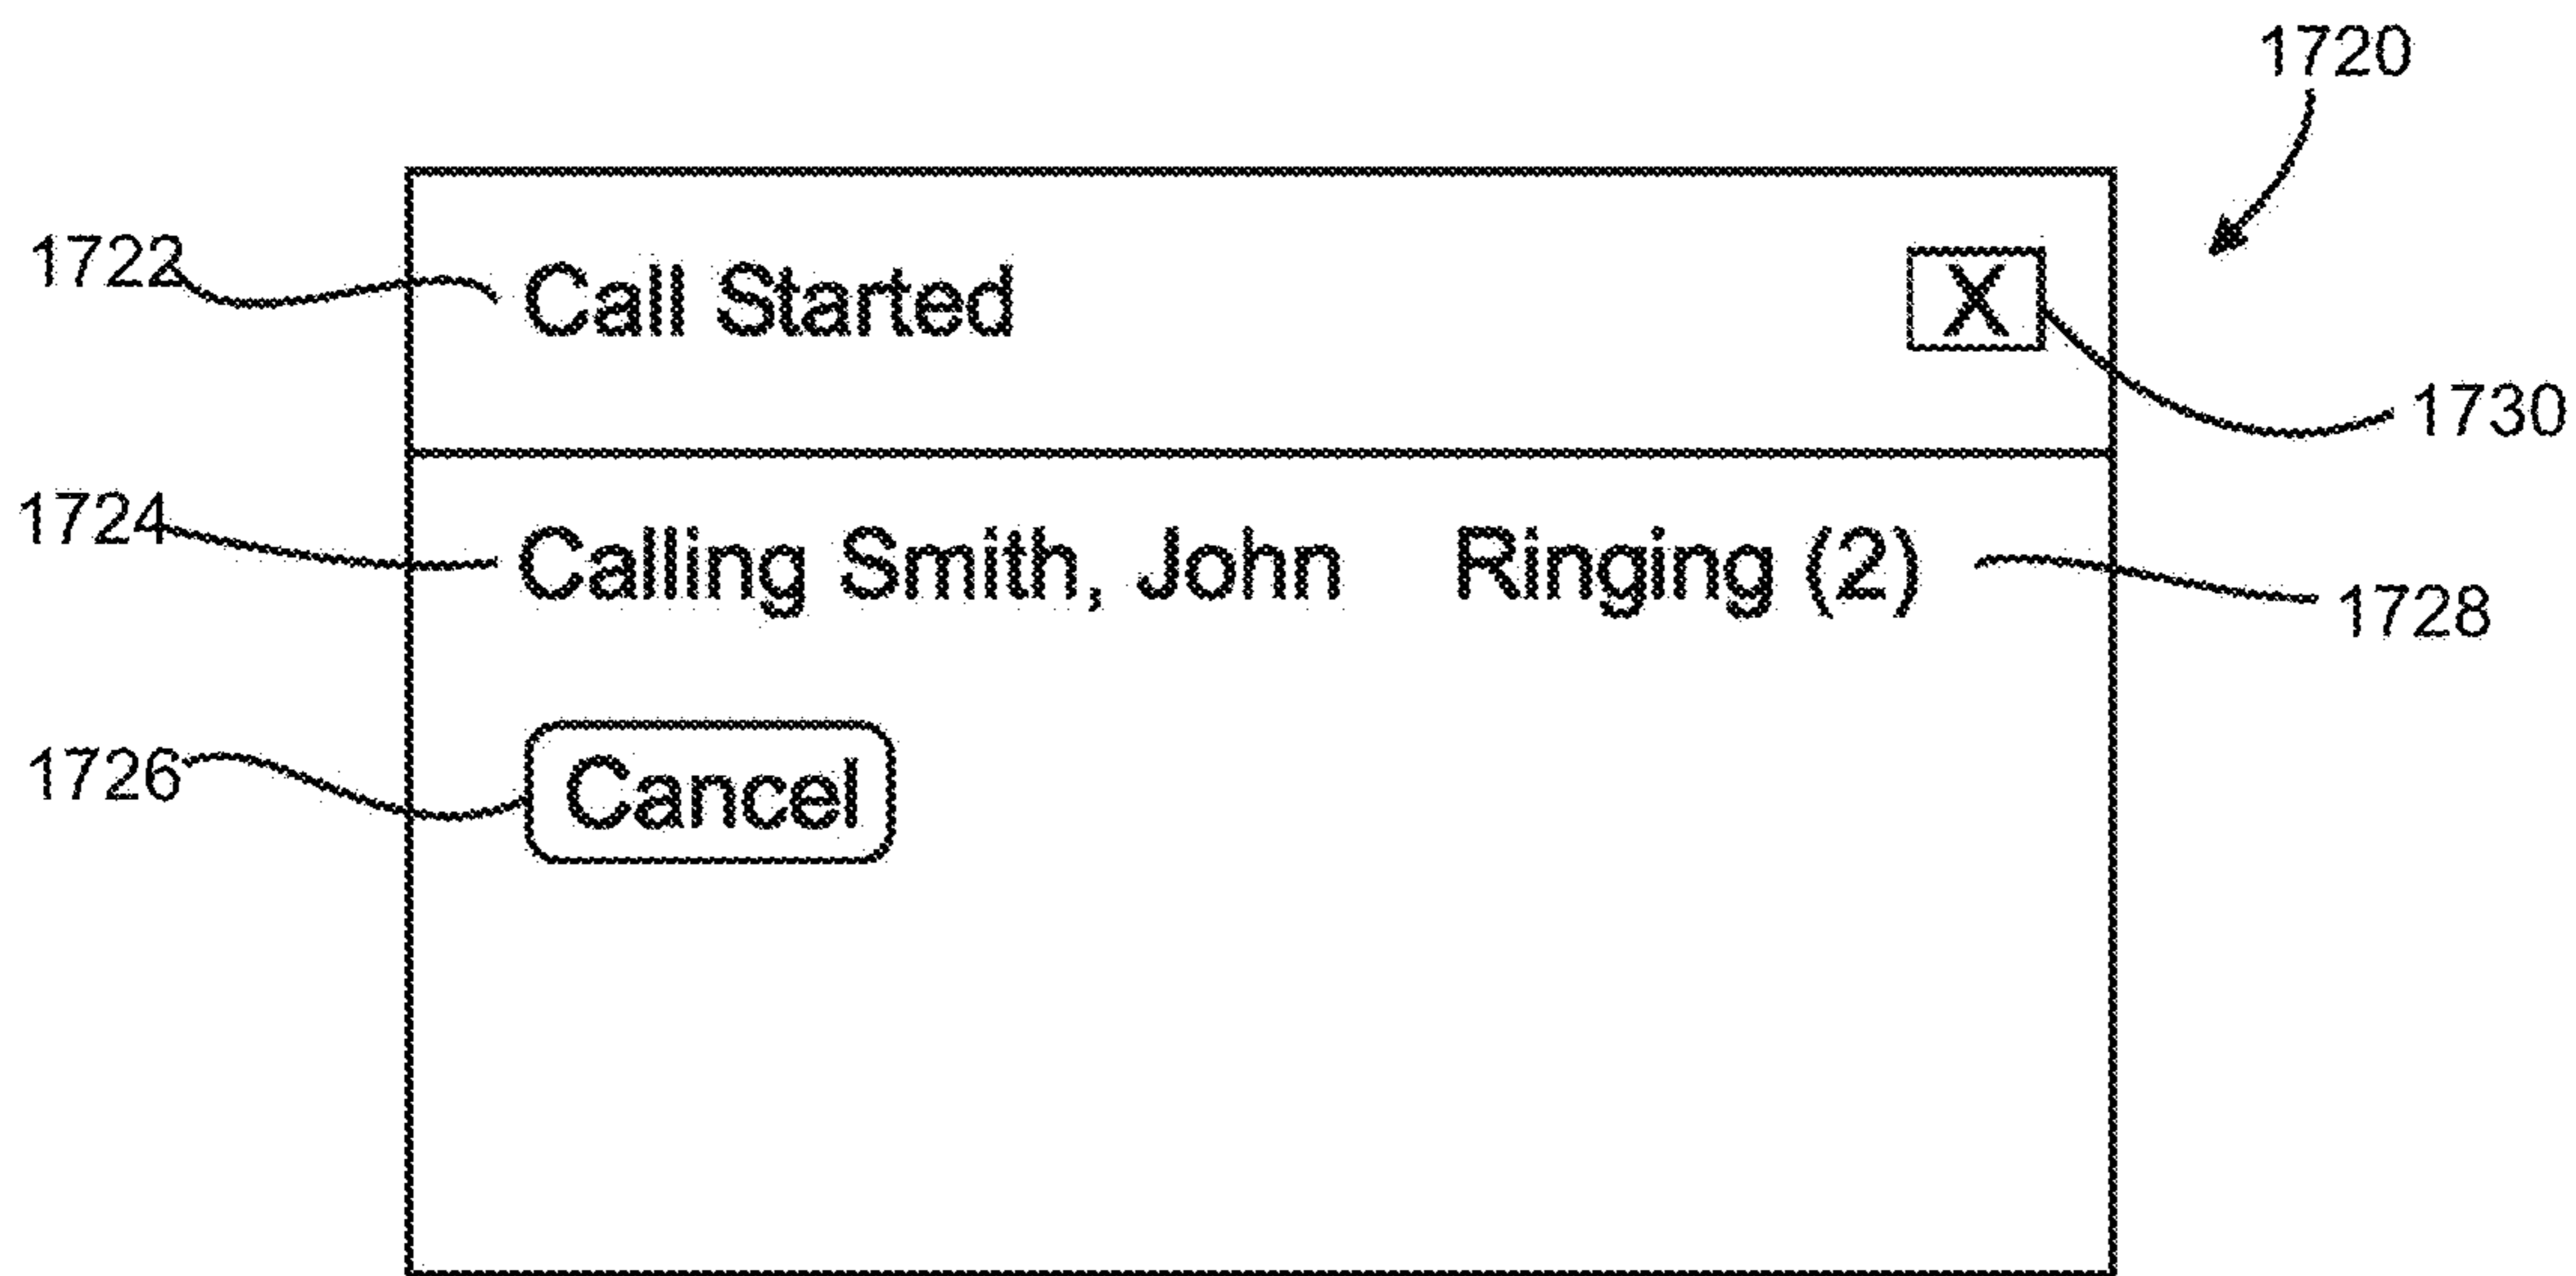 1720
1722 Call Started X
1730
1724 Calling Smith, John Ringing (2)
1728
1726 Cancel